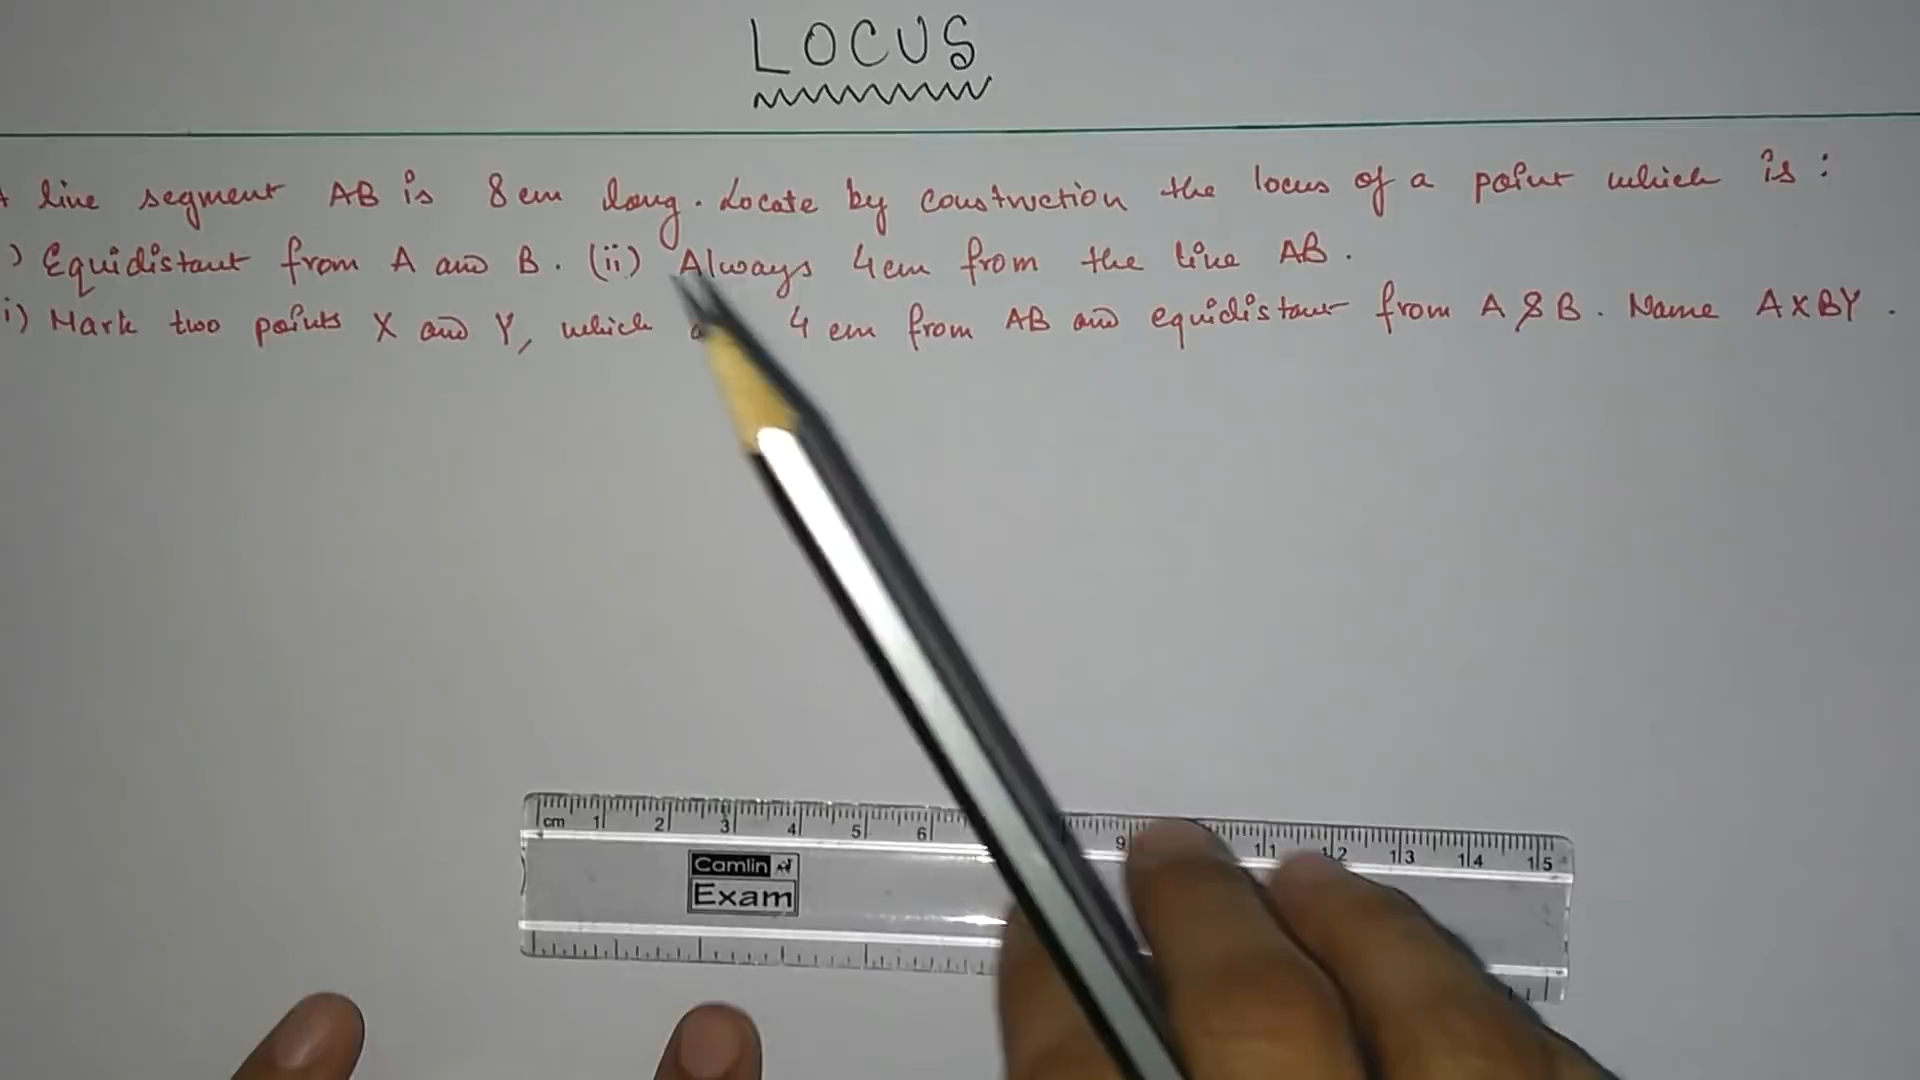 LOCUS
line segment AB is 8 cm long. Locate by construction the locus of a point which is :
) Equidistant from A and B. (ii) Always 4 cm from the line AB.
i) Mark two points X and Y, which 4 cm from AB and equidistant from A & B. Name AXBY.
cm 1 2 3 4 5 6 9 11 12 13 14 15
Camlin
Exam